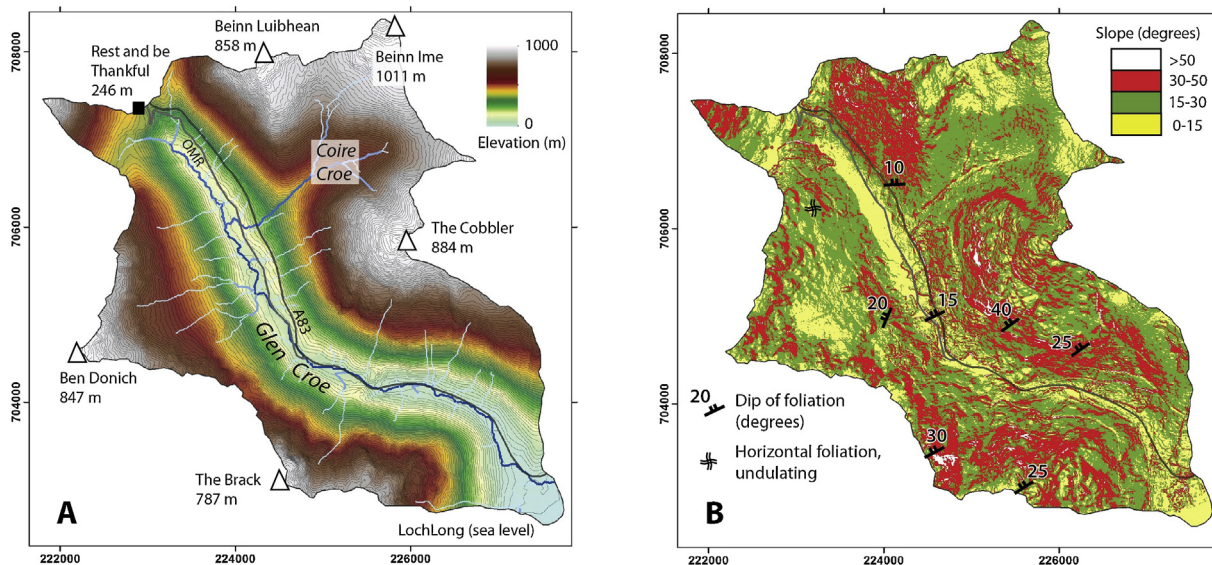 Beinn Luibhean
858 m
Beinn Ime
1011 m
Rest and be
Thankful
246 m
1000
0
Elevation (m)
OMR
Coire
Croe
The Cobbler
884 m
A83
Glen
Croe
Ben Donich
847 m
The Brack
787 m
A
LochLong (sea level)
708000
706000
704000
222000
224000
226000
Slope (degrees)
>50
30-50
15-30
0-15
10
20
15
40
25
30
25
20
Dip of foliation
(degrees)
Horizontal foliation,
undulating
B
708000
706000
704000
222000
224000
226000